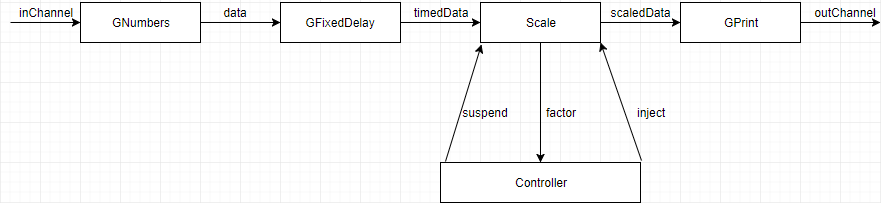 inChannel
GNumbers
data
GFixedDelay
timedData
Scale
scaledData
GPrint
outChannel
suspend
factor
inject
Controller